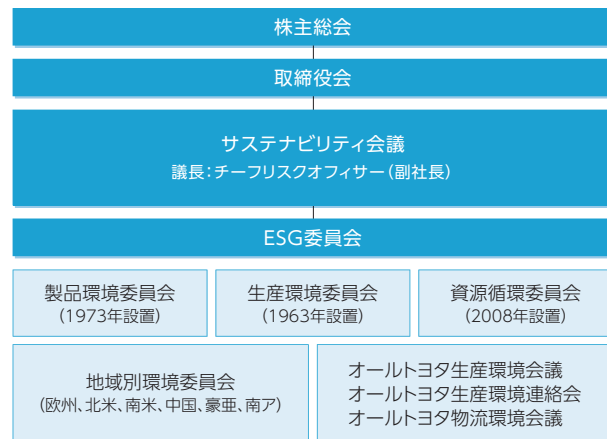 株主総会
取締役会
サステナビリティ会議
議長：チーフリスクオフィサー（副社長）
ESG委員会
製品環境委員会
（1973年設置）
生産環境委員会
（1963年設置）
資源循環委員会
（2008年設置）
地域別環境委員会
（欧州、北米、南米、中国、豪亜、南ア）
オールトヨタ生産環境会議
オールトヨタ生産環境連絡会
オールトヨタ物流環境会議